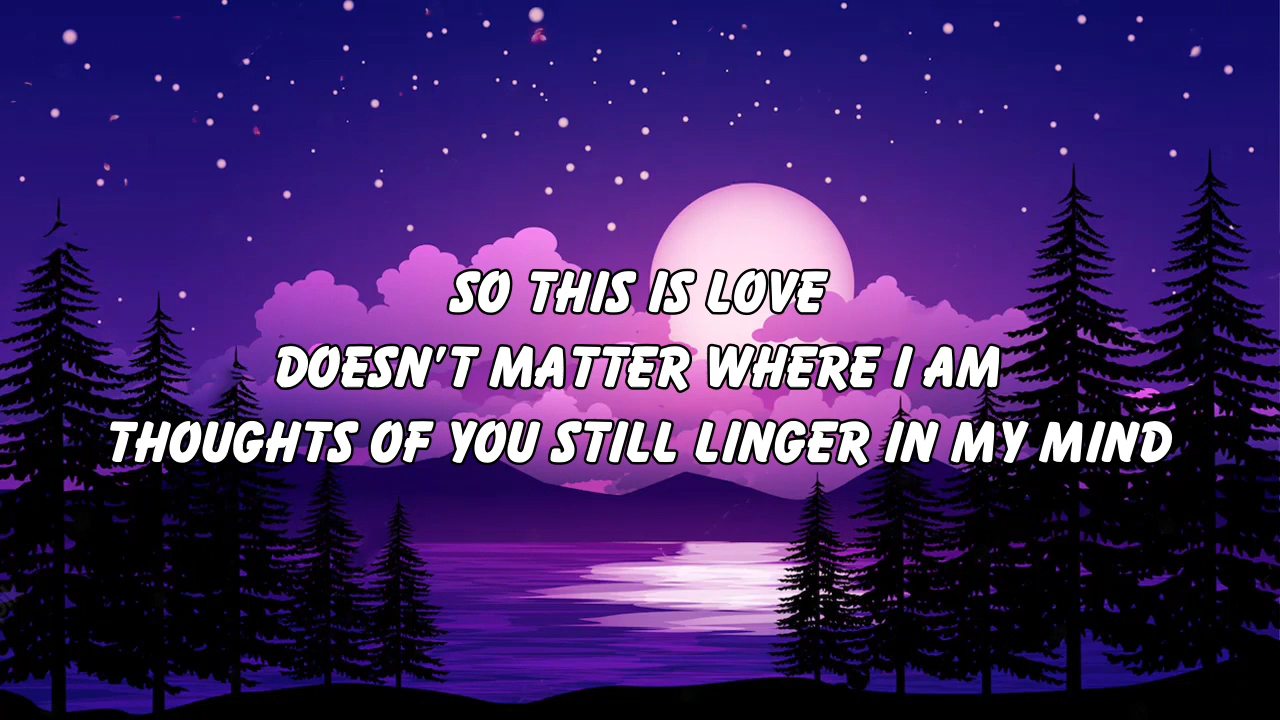 SO THIS IS LOVE
DOESN'T MATTER WHERE I AM
THOUGHTS OF YOU STILL LINGER IN MY MIND